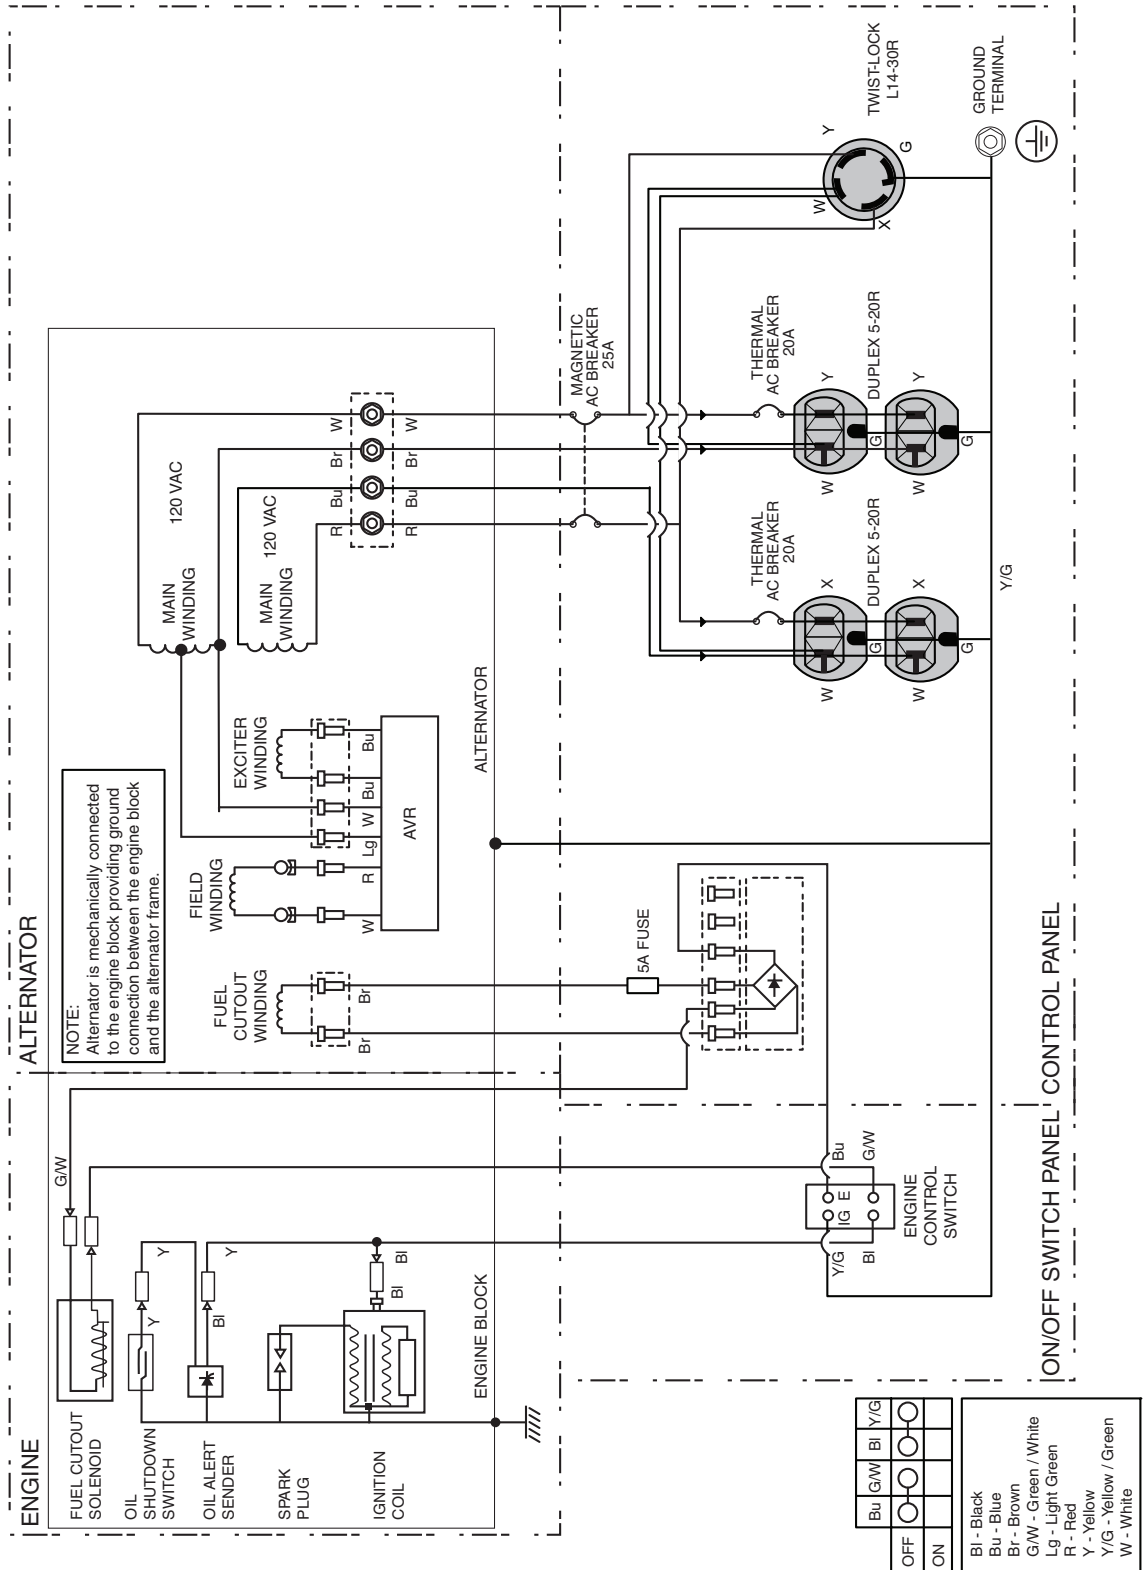 ALTERNATOR
NOTE:
Alternator is mechanically connected
to the engine block providing ground
connection between the engine block
and the alternator frame.
FUEL
CUTOUT
WINDING
Br
Br
FIELD
WINDING
W
R
Lg
W
Bu
Bu
EXCITER
WINDING
AVR
MAIN
WINDING
120 VAC
MAIN
WINDING
120 VAC
R
Bu
Br
W
R
Bu
Br
W
ALTERNATOR
ENGINE
FUEL CUTOUT
SOLENOID
G/W
OIL
SHUTDOWN
SWITCH
Y
Y
OIL ALERT
SENDER
Bl
Y
SPARK
PLUG
IGNITION
COIL
Bl
Bl
ENGINE BLOCK
MAGNETIC
AC BREAKER
25A
5A FUSE
THERMAL
AC BREAKER
20A
THERMAL
AC BREAKER
20A
W
X
G
DUPLEX 5-20R
W
X
G
W
Y
G
DUPLEX 5-20R
W
Y
G
W
Y
X
G
TWIST-LOCK
L14-30R
GROUND
TERMINAL
Y/G
Y/G
Bu
IG
E
Bl
G/W
ENGINE
CONTROL
SWITCH
ON/OFF SWITCH PANEL
CONTROL PANEL
Bu G/W Bl Y/G
OFF
ON
Bl - Black
Bu - Blue
Br - Brown
G/W - Green / White
Lg - Light Green
R - Red
Y - Yellow
Y/G - Yellow / Green
W - White